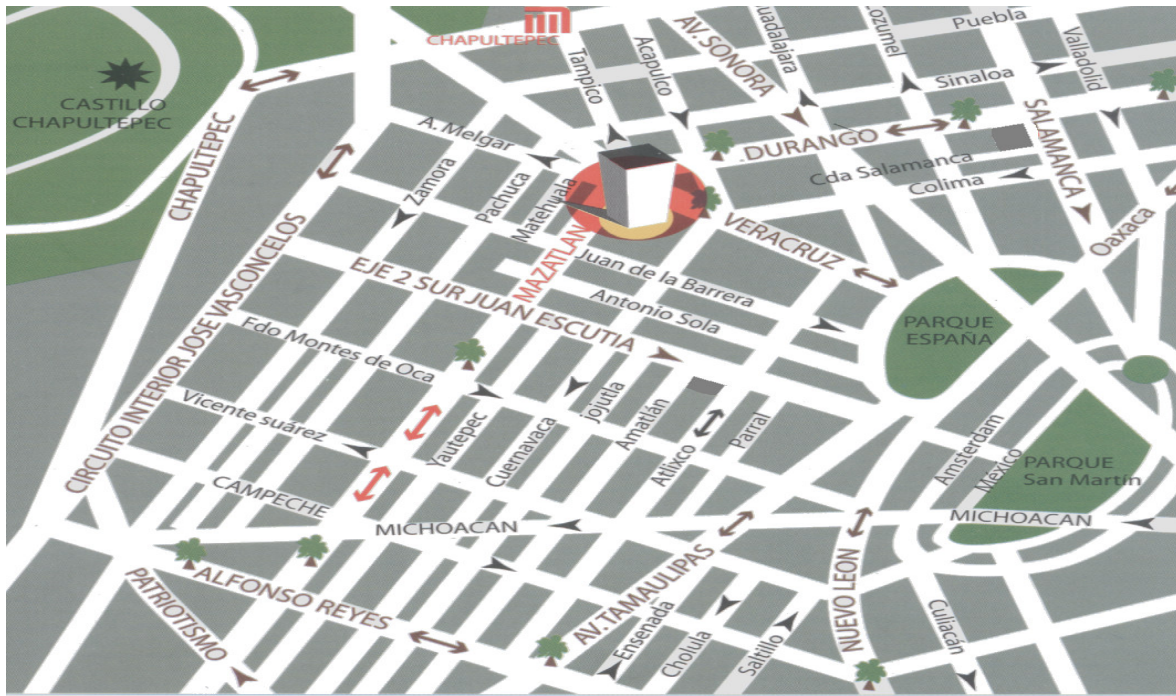 CHAPULTEPEC
CASTILLO
CHAPULTEPEC
Tampico
Acapulco
AV. SONORA
Guadalajara
Cozumel
Puebla
Valladolid
Sinaloa
SALAMANCA
.DURANGO
Cda Salamanca
Colima
Oaxaca
VERACRUZ
A. Melgar
CHAPULTEPEC
Zamora
Pachuca
Matehuala
MAZATLAN
CIRCUITO INTERIOR JOSE VASCONCELOS
EJE 2 SUR JUAN ESCUTIA
Juan de la Barrera
Antonio Sola
PARQUE
ESPAÑA
Fdo Montes de Oca
Vicente suárez
CAMPECHE
Yautepec
Cuernavaca
jojutla
Amatlán
Atlixco
Parral
Amsterdam
México
PARQUE
San Martín
MICHOACAN
MICHOACAN
ALFONSO REYES
PATRIOTISMO
AV. TAMAULIPAS
Ensenada
Cholula
Saltillo
NUEVO LEON
Culiacán